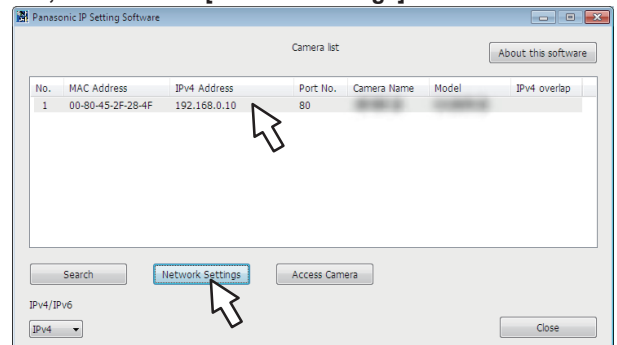 Panasonic IP Setting Software
Camera list
About this software
No. MAC Address IPv4 Address Port No. Camera Name Model IPv4 overlap
1 00-80-45-2F-28-4F 192.168.0.10 80
Search Network Settings Access Camera
IPv4/IPv6
IPv4 Close